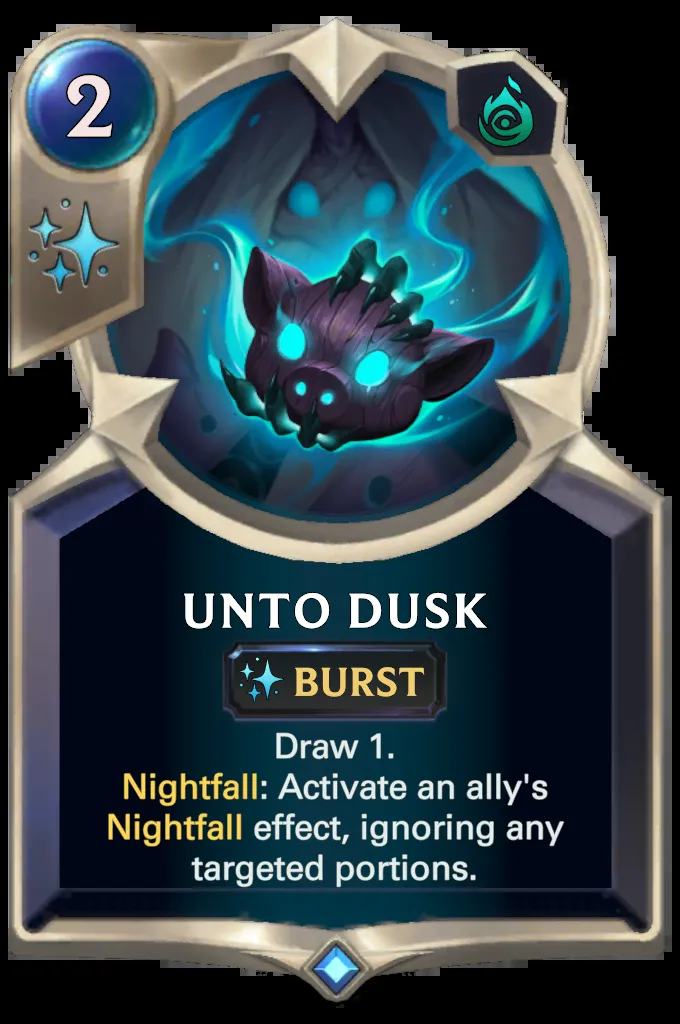 2
UNTO DUSK
BURST
Draw 1.
Nightfall: Activate an ally's
Nightfall effect, ignoring any
targeted portions.